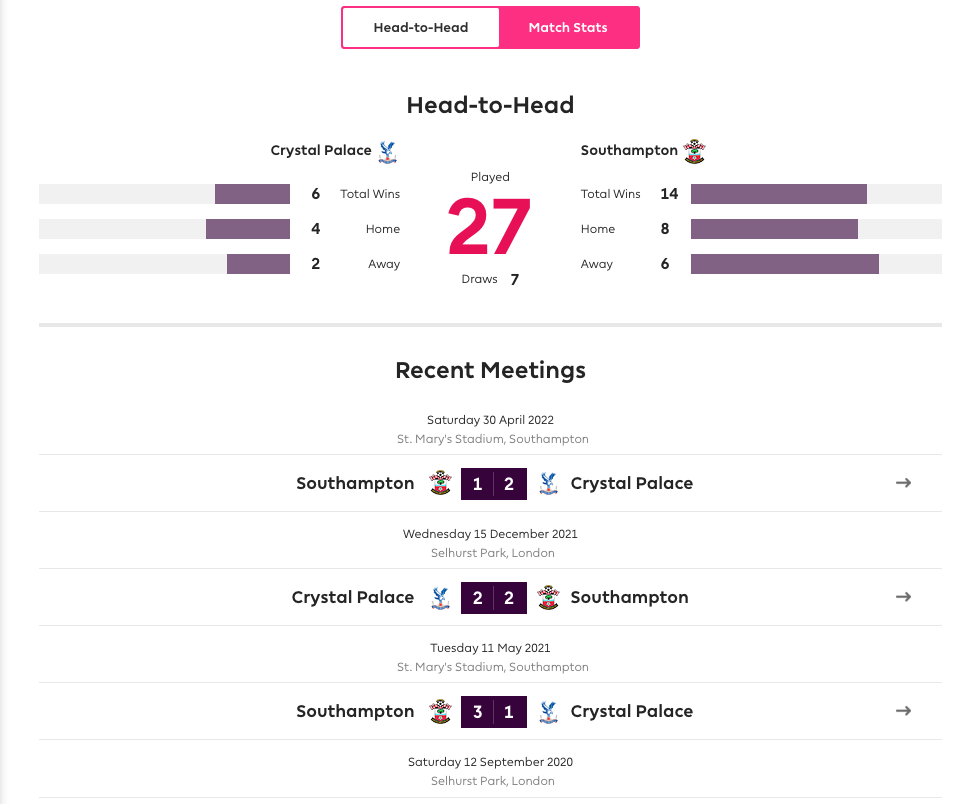 Head-to-Head
Match Stats
Head-to-Head
Crystal Palace
Southampton
Played
27
Draws 7
6 Total Wins
4 Home
2 Away
Total Wins 14
Home 8
Away 6
Recent Meetings
Saturday 30 April 2022
St. Mary's Stadium, Southampton
Southampton 1 2 Crystal Palace →
Wednesday 15 December 2021
Selhurst Park, London
Crystal Palace 2 2 Southampton →
Tuesday 11 May 2021
St. Mary's Stadium, Southampton
Southampton 3 1 Crystal Palace →
Saturday 12 September 2020
Selhurst Park, London